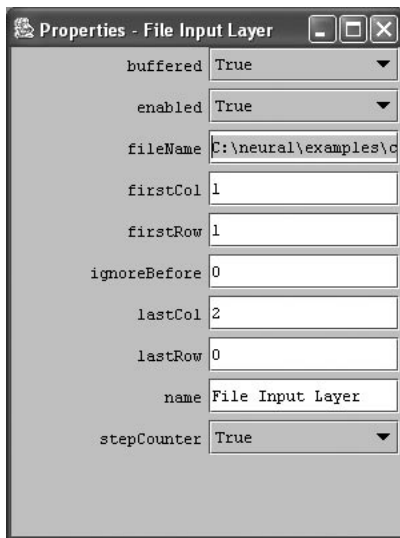 Properties - File Input Layer
buffered True
enabled True
fileName C:\neural\examples\c
firstCol 1
firstRow 1
ignoreBefore 0
lastCol 2
lastRow 0
name File Input Layer
stepCounter True